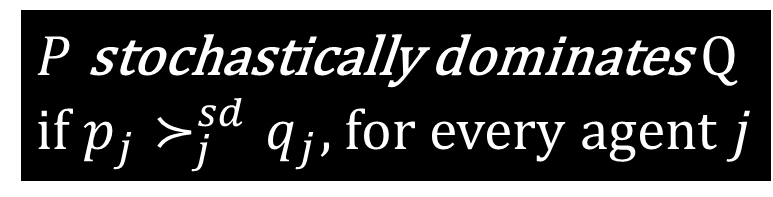 P stochastically dominates Q
if p_j ≻_j^{sd} q_j, for every agent j